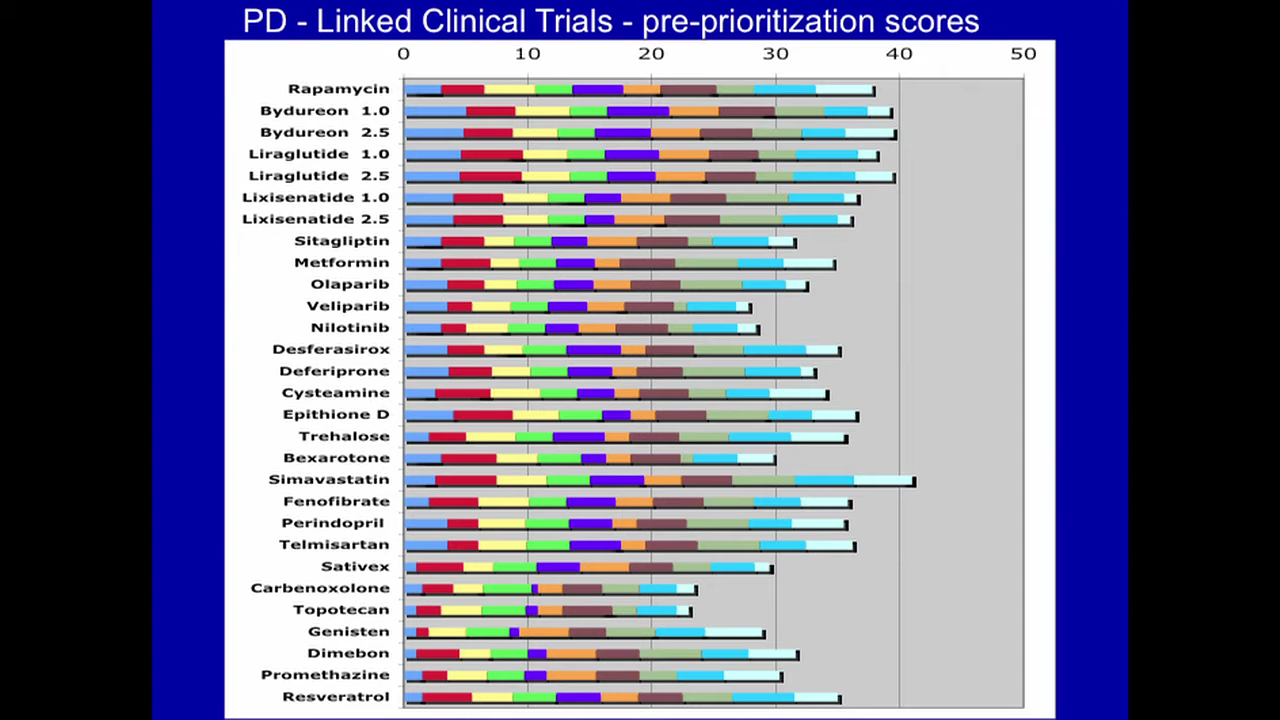 PD - Linked Clinical Trials - pre-prioritization scores
0 10 20 30 40 50
Rapamycin
Bydureon 1.0
Bydureon 2.5
Liraglutide 1.0
Liraglutide 2.5
Lixisenatide 1.0
Lixisenatide 2.5
Sitagliptin
Metformin
Olaparib
Veliparib
Nilotinib
Desferasirox
Deferiprone
Cysteamine
Epithione D
Trehalose
Bexarotone
Simavastatin
Fenofibrate
Perindopril
Telmisartan
Sativex
Carbenoxolone
Topotecan
Genisten
Dimebon
Promethazine
Resveratrol